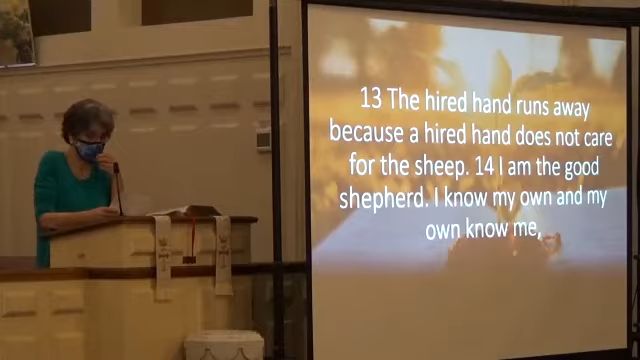 13 The hired hand runs away
because a hired hand does not care
for the sheep. 14 I am the good
shepherd. I know my own and my
own know me,